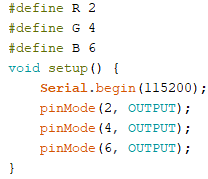 #define R 2
#define G 4
#define B 6
void setup() {
    Serial.begin(115200);
    pinMode(2, OUTPUT);
    pinMode(4, OUTPUT);
    pinMode(6, OUTPUT);
}